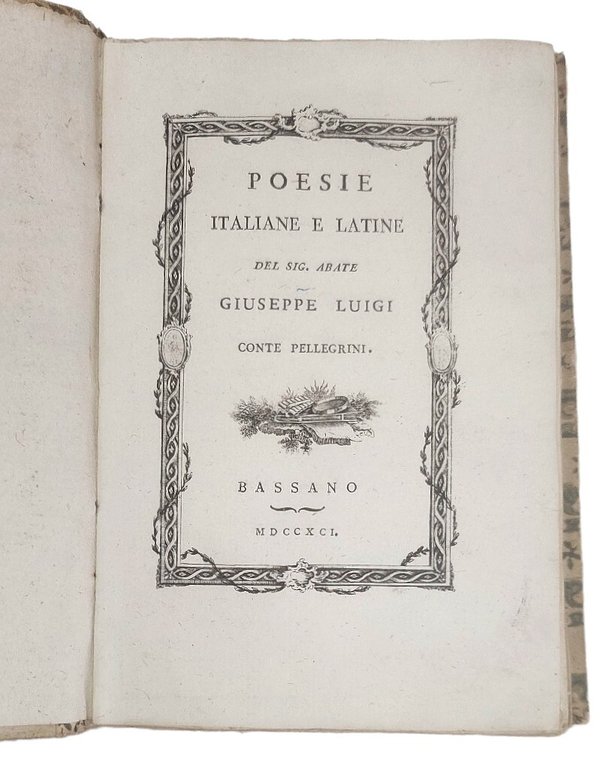 POESIE
ITALIANE E LATINE
DEL SIG. ABATE
GIUSEPPE LUIGI
CONTE PELLEGRINI.
BASSANO
MDCCXCI.